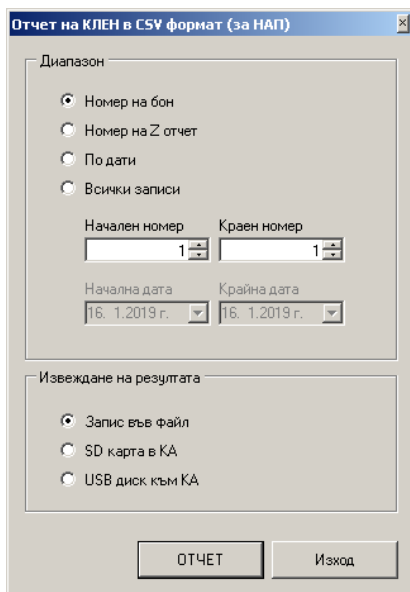 Отчет на КЛЕН в CSV формат (за НАП)
Диапазон
Номер на бон
Номер на Z отчет
По дати
Всички записи
Начален номер Краен номер
1 1
Начална дата Крайна дата
16. 1.2019 г. 16. 1.2019 г.
Извеждане на резултата
Запис във файл
SD карта в КА
USB диск към КА
ОТЧЕТ Изход